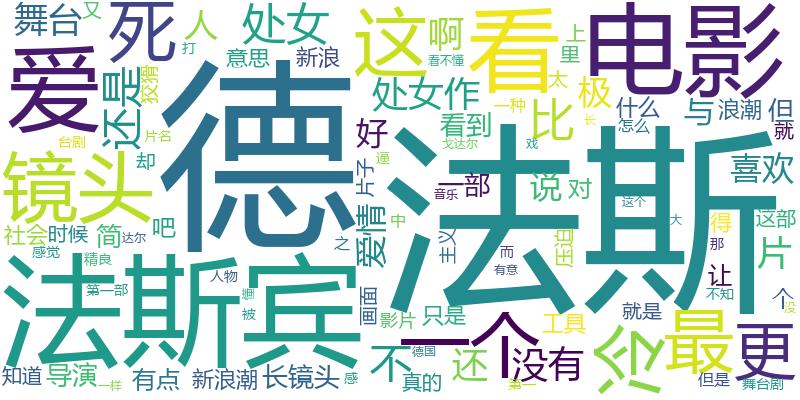 舞台
又
死
人
打
处女
意思
新浪
这
啊
看不懂
看
上
里
太
电影
爱
还是
狡猾
台剧
片名
却
德
处女作
看到
戈达尔
一种
极
比
什么
怎么
长
与
浪潮
但
就
镜头
好
逼
片子
爱情
中
之
法斯
一部
音乐
戏
说
对
喜欢
这个
大
这部
得
那
社会
时候
简
达尔
吧
感觉
精良
第一部
人物
主义
而
有意
压迫
片
让
不知
个
没
法斯宾
嘅
被
画面
影片
只是
一个
工具
就是
冷
最
更
知道
导演
一样
有点
新浪潮
长镜头
感
不
德国
真的
还
没有
第一
但是
舞台剧